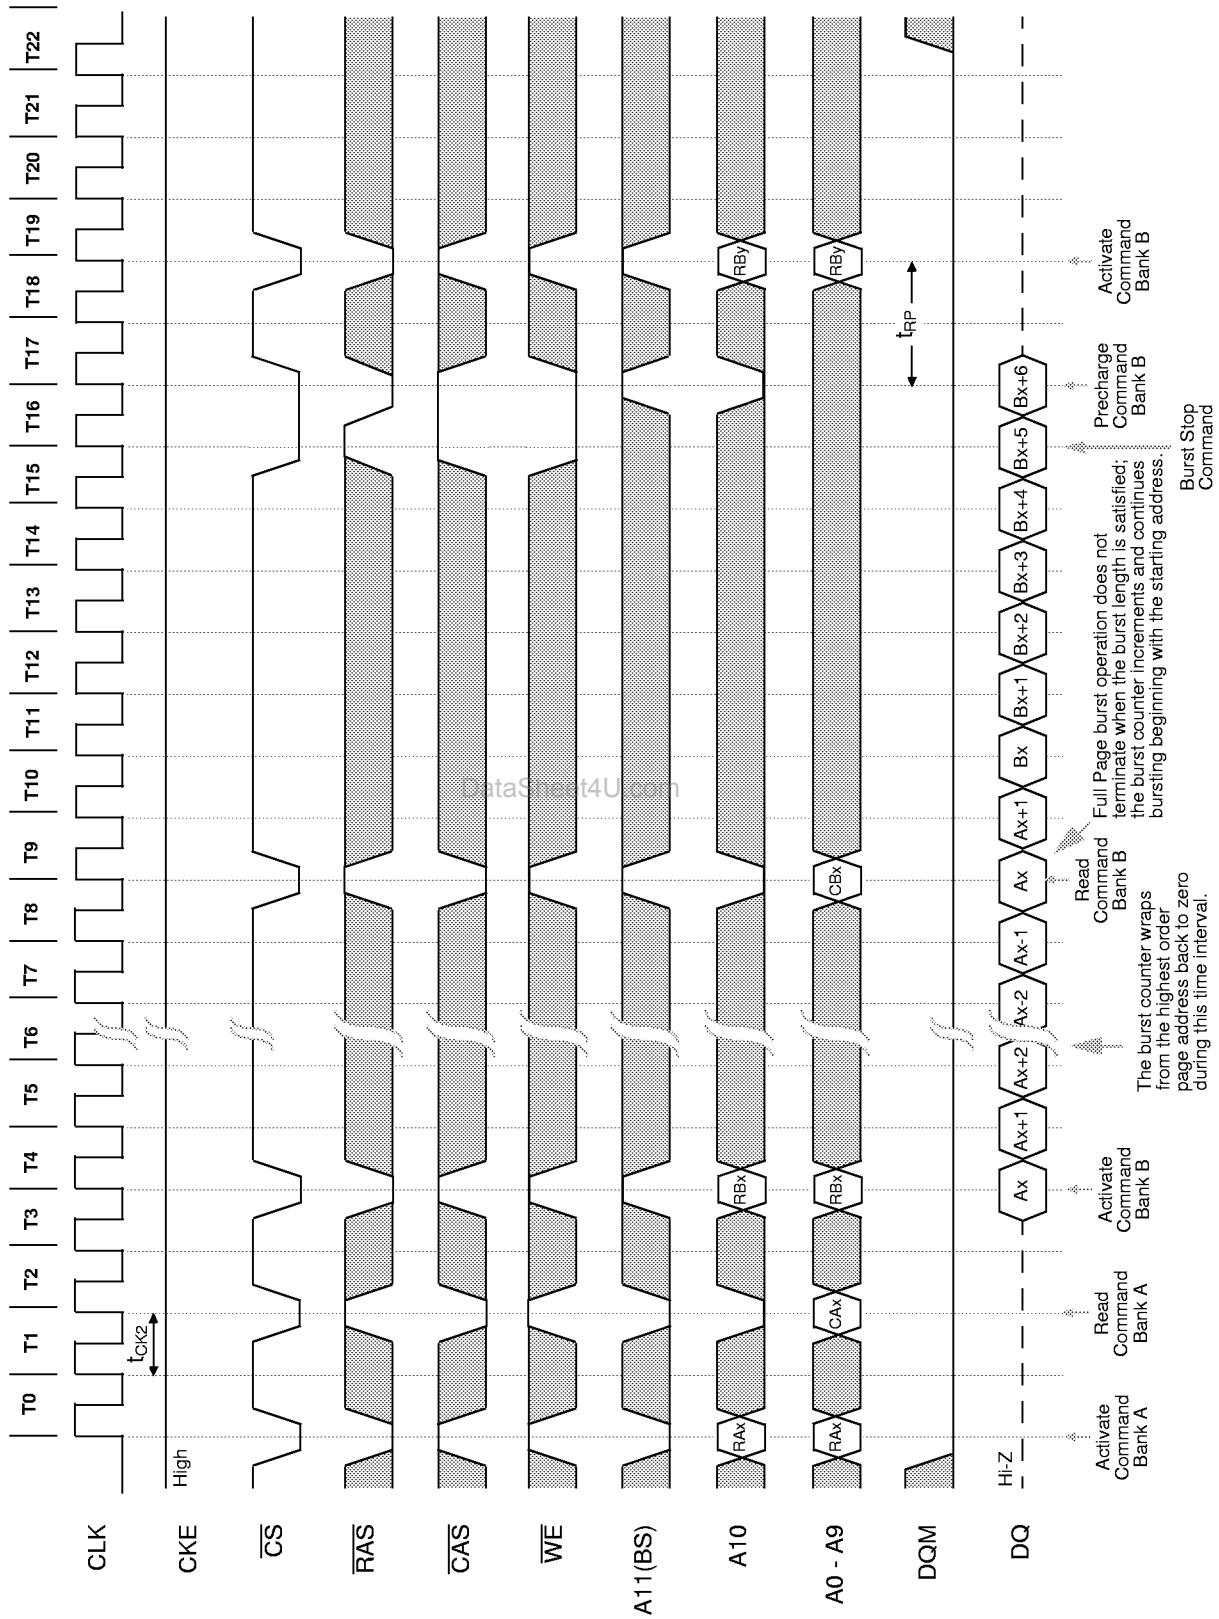 T0 T1 T2 T3 T4 T5 T6 T7 T8 T9 T10 T11 T12 T13 T14 T15 T16 T17 T18 T19 T20 T21 T22
CLK
tCK2
CKE
High
CS
RAS
CAS
WE
A11(BS)
A10
RAx RBx RBy
A0 - A9
RAx CAx RBx CBx RBy
DQM
tRP
DQ
Hi-Z
Ax Ax+1 Ax+2 Ax-2 Ax-1 Ax Ax+1 Bx Bx+1 Bx+2 Bx+3 Bx+4 Bx+5 Bx+6
Activate
Command
Bank A
Read
Command
Bank A
Activate
Command
Bank B
The burst counter wraps
from the highest order
page address back to zero
during this time interval.
Read
Command
Bank B
Full Page burst operation does not
terminate when the burst length is satisfied;
the burst counter increments and continues
bursting beginning with the starting address.
Burst Stop
Command
Precharge
Command
Bank B
Activate
Command
Bank B
DataSheet4U.com